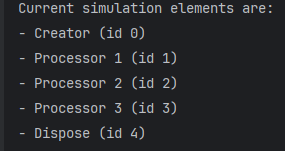 Current simulation elements are:
- Creator (id 0)
- Processor 1 (id 1)
- Processor 2 (id 2)
- Processor 3 (id 3)
- Dispose (id 4)